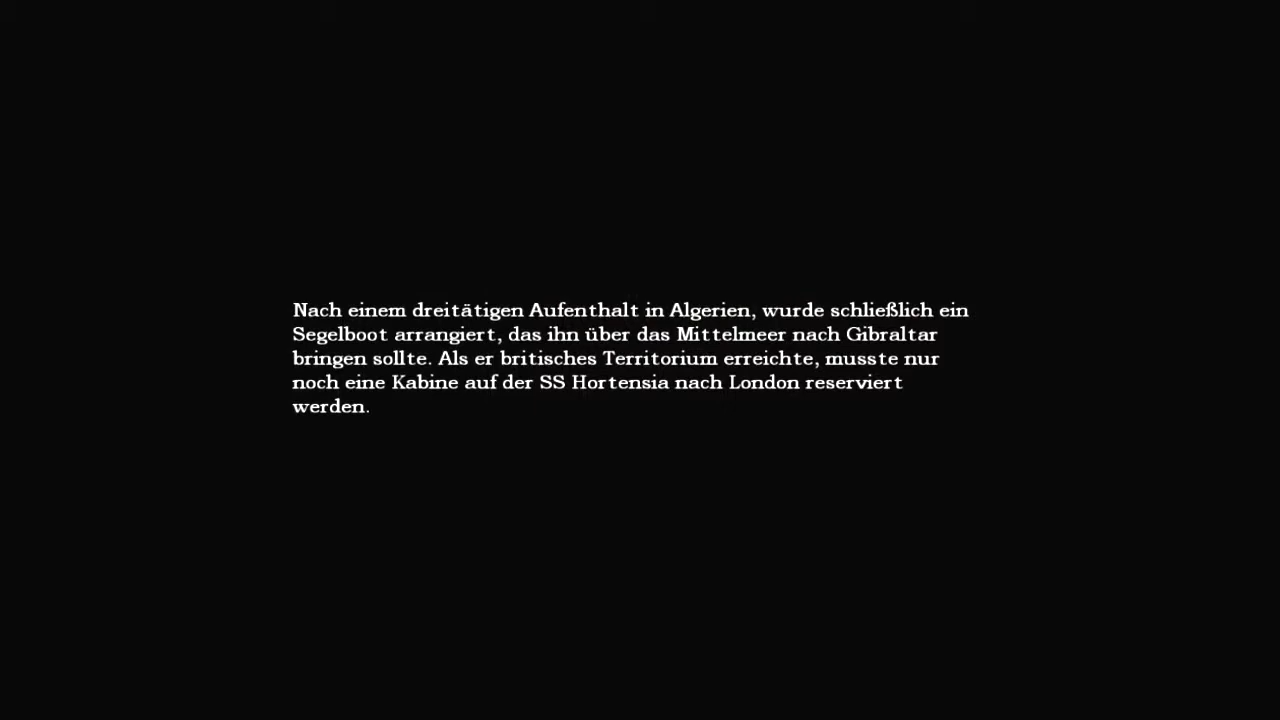 Nach einem dreitätigen Aufenthalt in Algerien, wurde schließlich ein
Segelboot arrangiert, das ihn über das Mittelmeer nach Gibraltar
bringen sollte. Als er britisches Territorium erreichte, musste nur
noch eine Kabine auf der SS Hortensia nach London reserviert
werden.